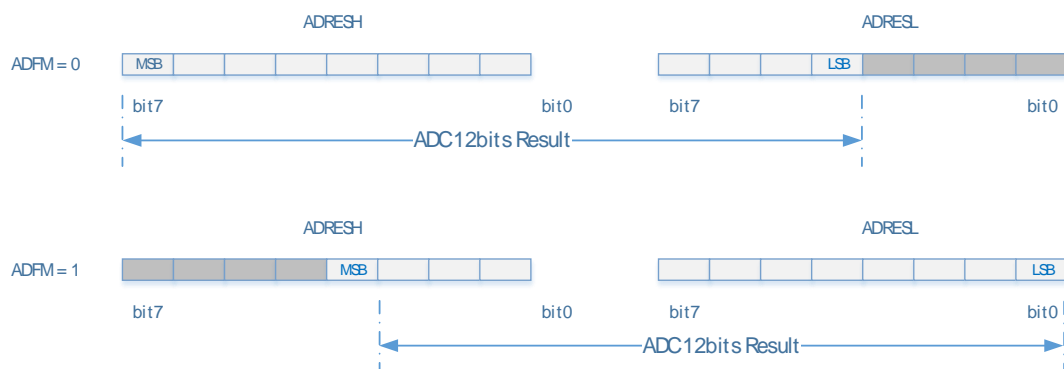 ADRESH ADRESL
ADFM = 0 MSB LSB
bit7 bit0 bit7 bit0
ADC12bits Result
ADRESH ADRESL
ADFM = 1 MSB LSB
bit7 bit0 bit7 bit0
ADC12bits Result